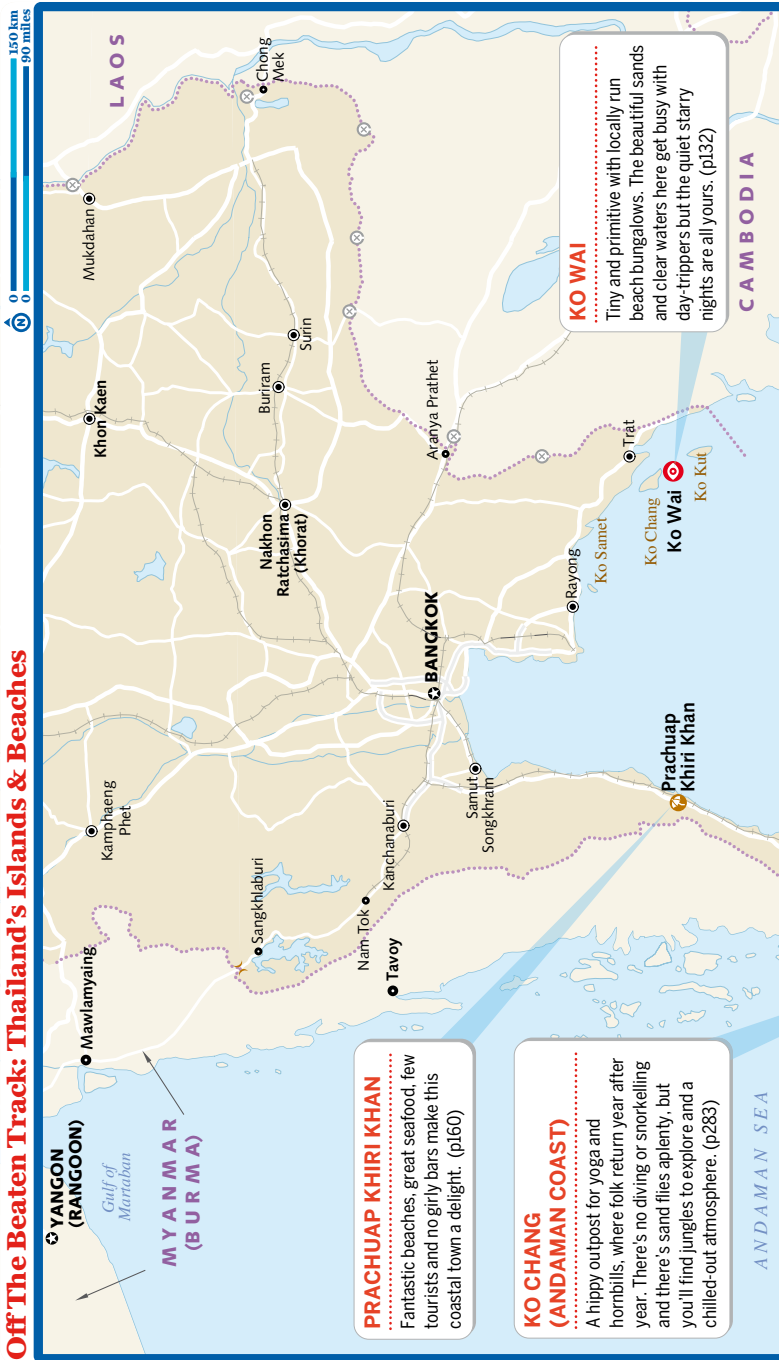 Off The Beaten Track: Thailand's Islands & Beaches
N
0
150 km
0
90 miles
YANGON
(RANGOON)
Gulf of
Martaban
MYANMAR
(BURMA)
Mawlamyaing
Kamphaeng
Phet
Khon Kaen
Mukdahan
LAOS
Chong
Mek
Sangkhlaburi
Nam Tok
Tavoy
Kanchanaburi
Nakhon
Ratchasima
(Khorat)
Buriram
Surin
BANGKOK
Samut
Songkhram
Aranya Prathet
Rayong
Ko Samet
Trat
Ko Chang
Ko Wai
Ko Kut
Prachuap
Khiri Khan
CAMBODIA
ANDAMAN SEA
PRACHUAP KHIRI KHAN
Fantastic beaches, great seafood, few
tourists and no girly bars make this
coastal town a delight. (p160)
KO CHANG
(ANDAMAN COAST)
A hippy outpost for yoga and
hornbills, where folk return year after
year. There's no diving or snorkelling
and there's sand flies aplenty, but
you'll find jungles to explore and a
chilled-out atmosphere. (p283)
KO WAI
Tiny and primitive with locally run
beach bungalows. The beautiful sands
and clear waters here get busy with
day-trippers but the quiet starry
nights are all yours. (p132)